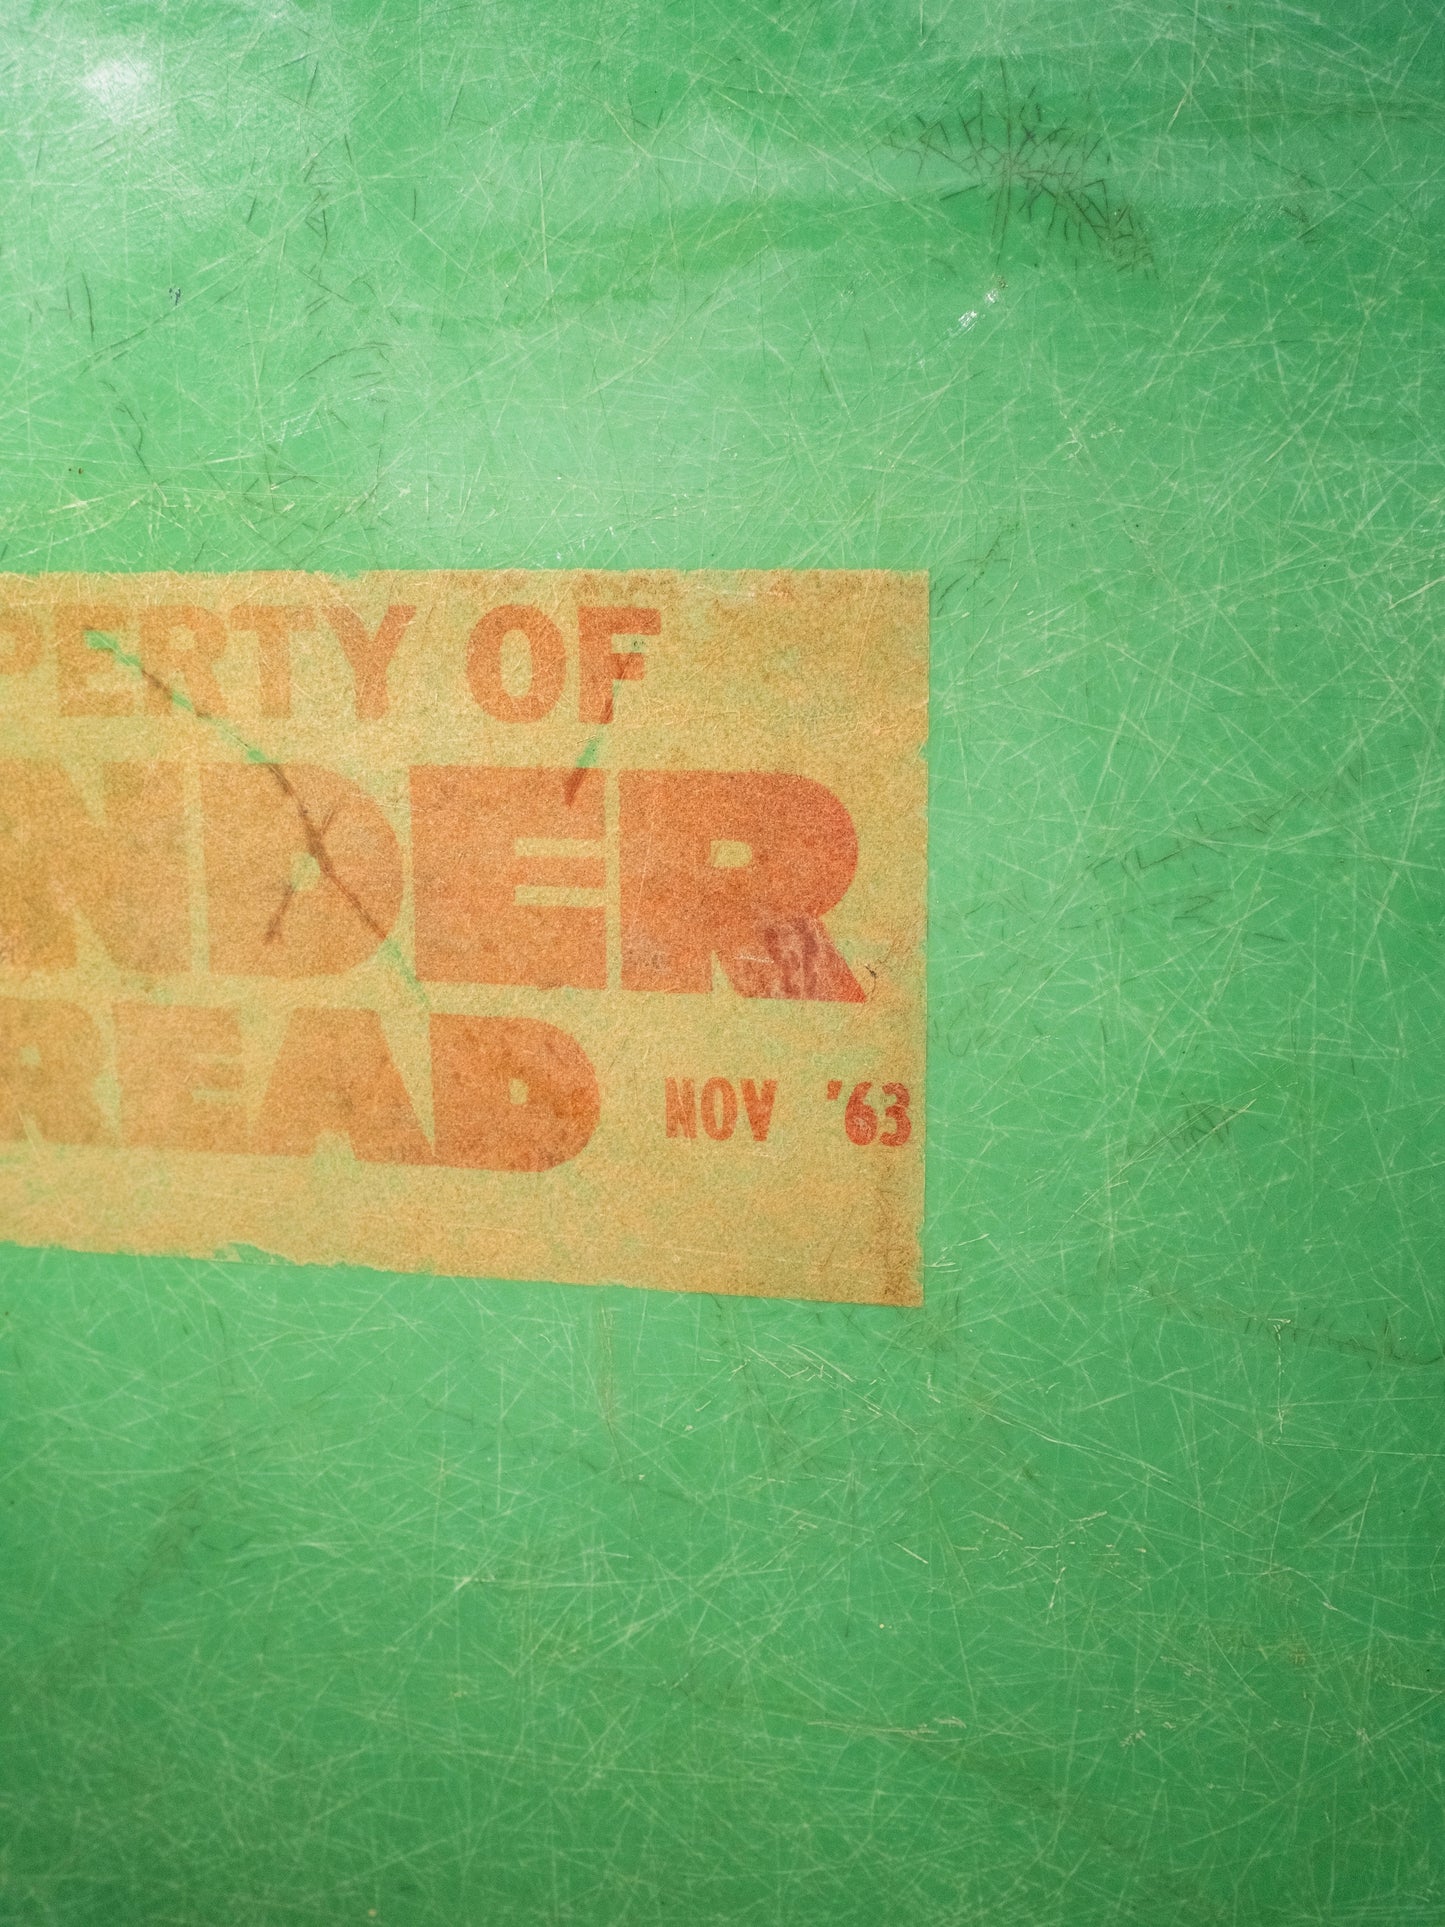 PERTY OF
NDER
READ NOV '63